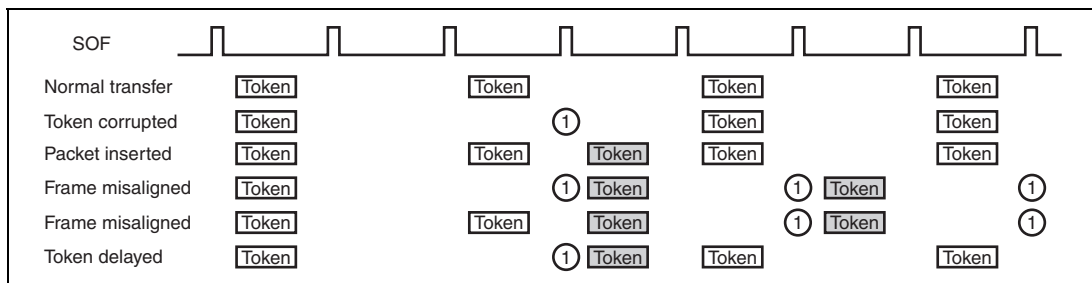 SOF
Normal transfer Token Token Token Token
Token corrupted Token 1 Token Token
Packet inserted Token Token Token Token Token
Frame misaligned Token 1 Token 1 Token 1
Frame misaligned Token Token Token 1 Token 1
Token delayed Token 1 Token Token Token